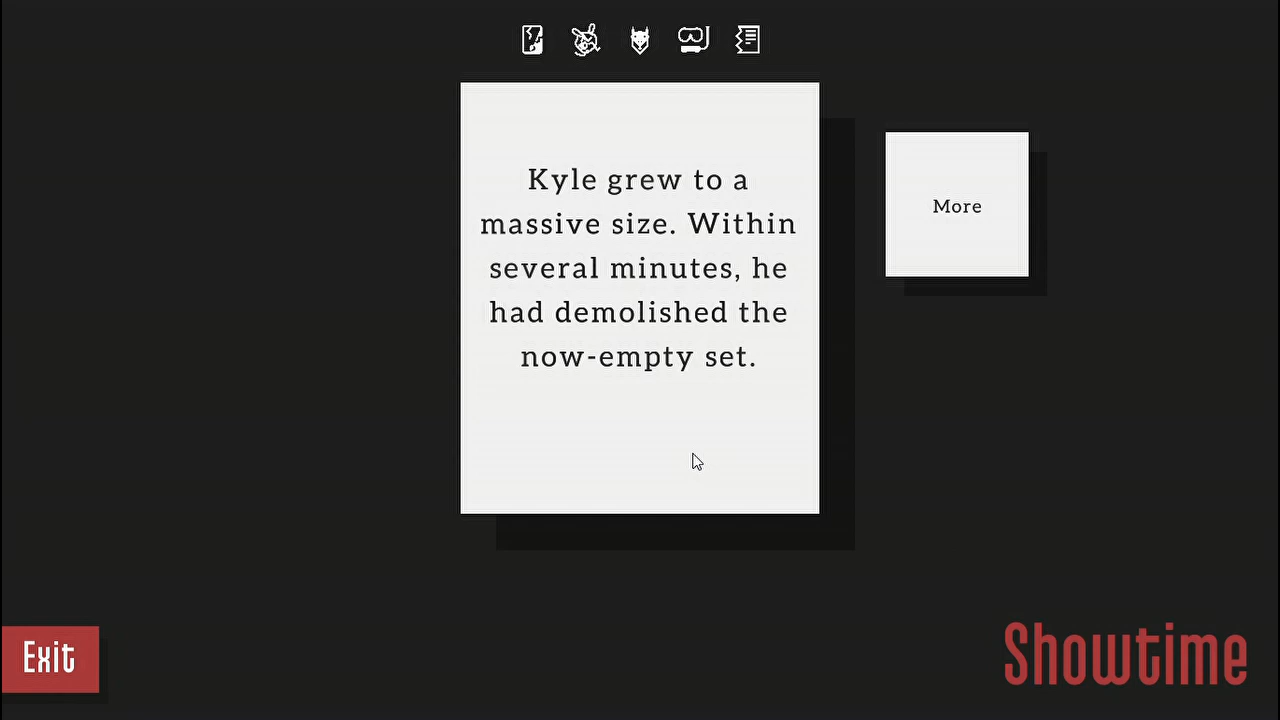 Kyle grew to a
massive size. Within
several minutes, he
had demolished the
now-empty set.
More
Exit
Showtime